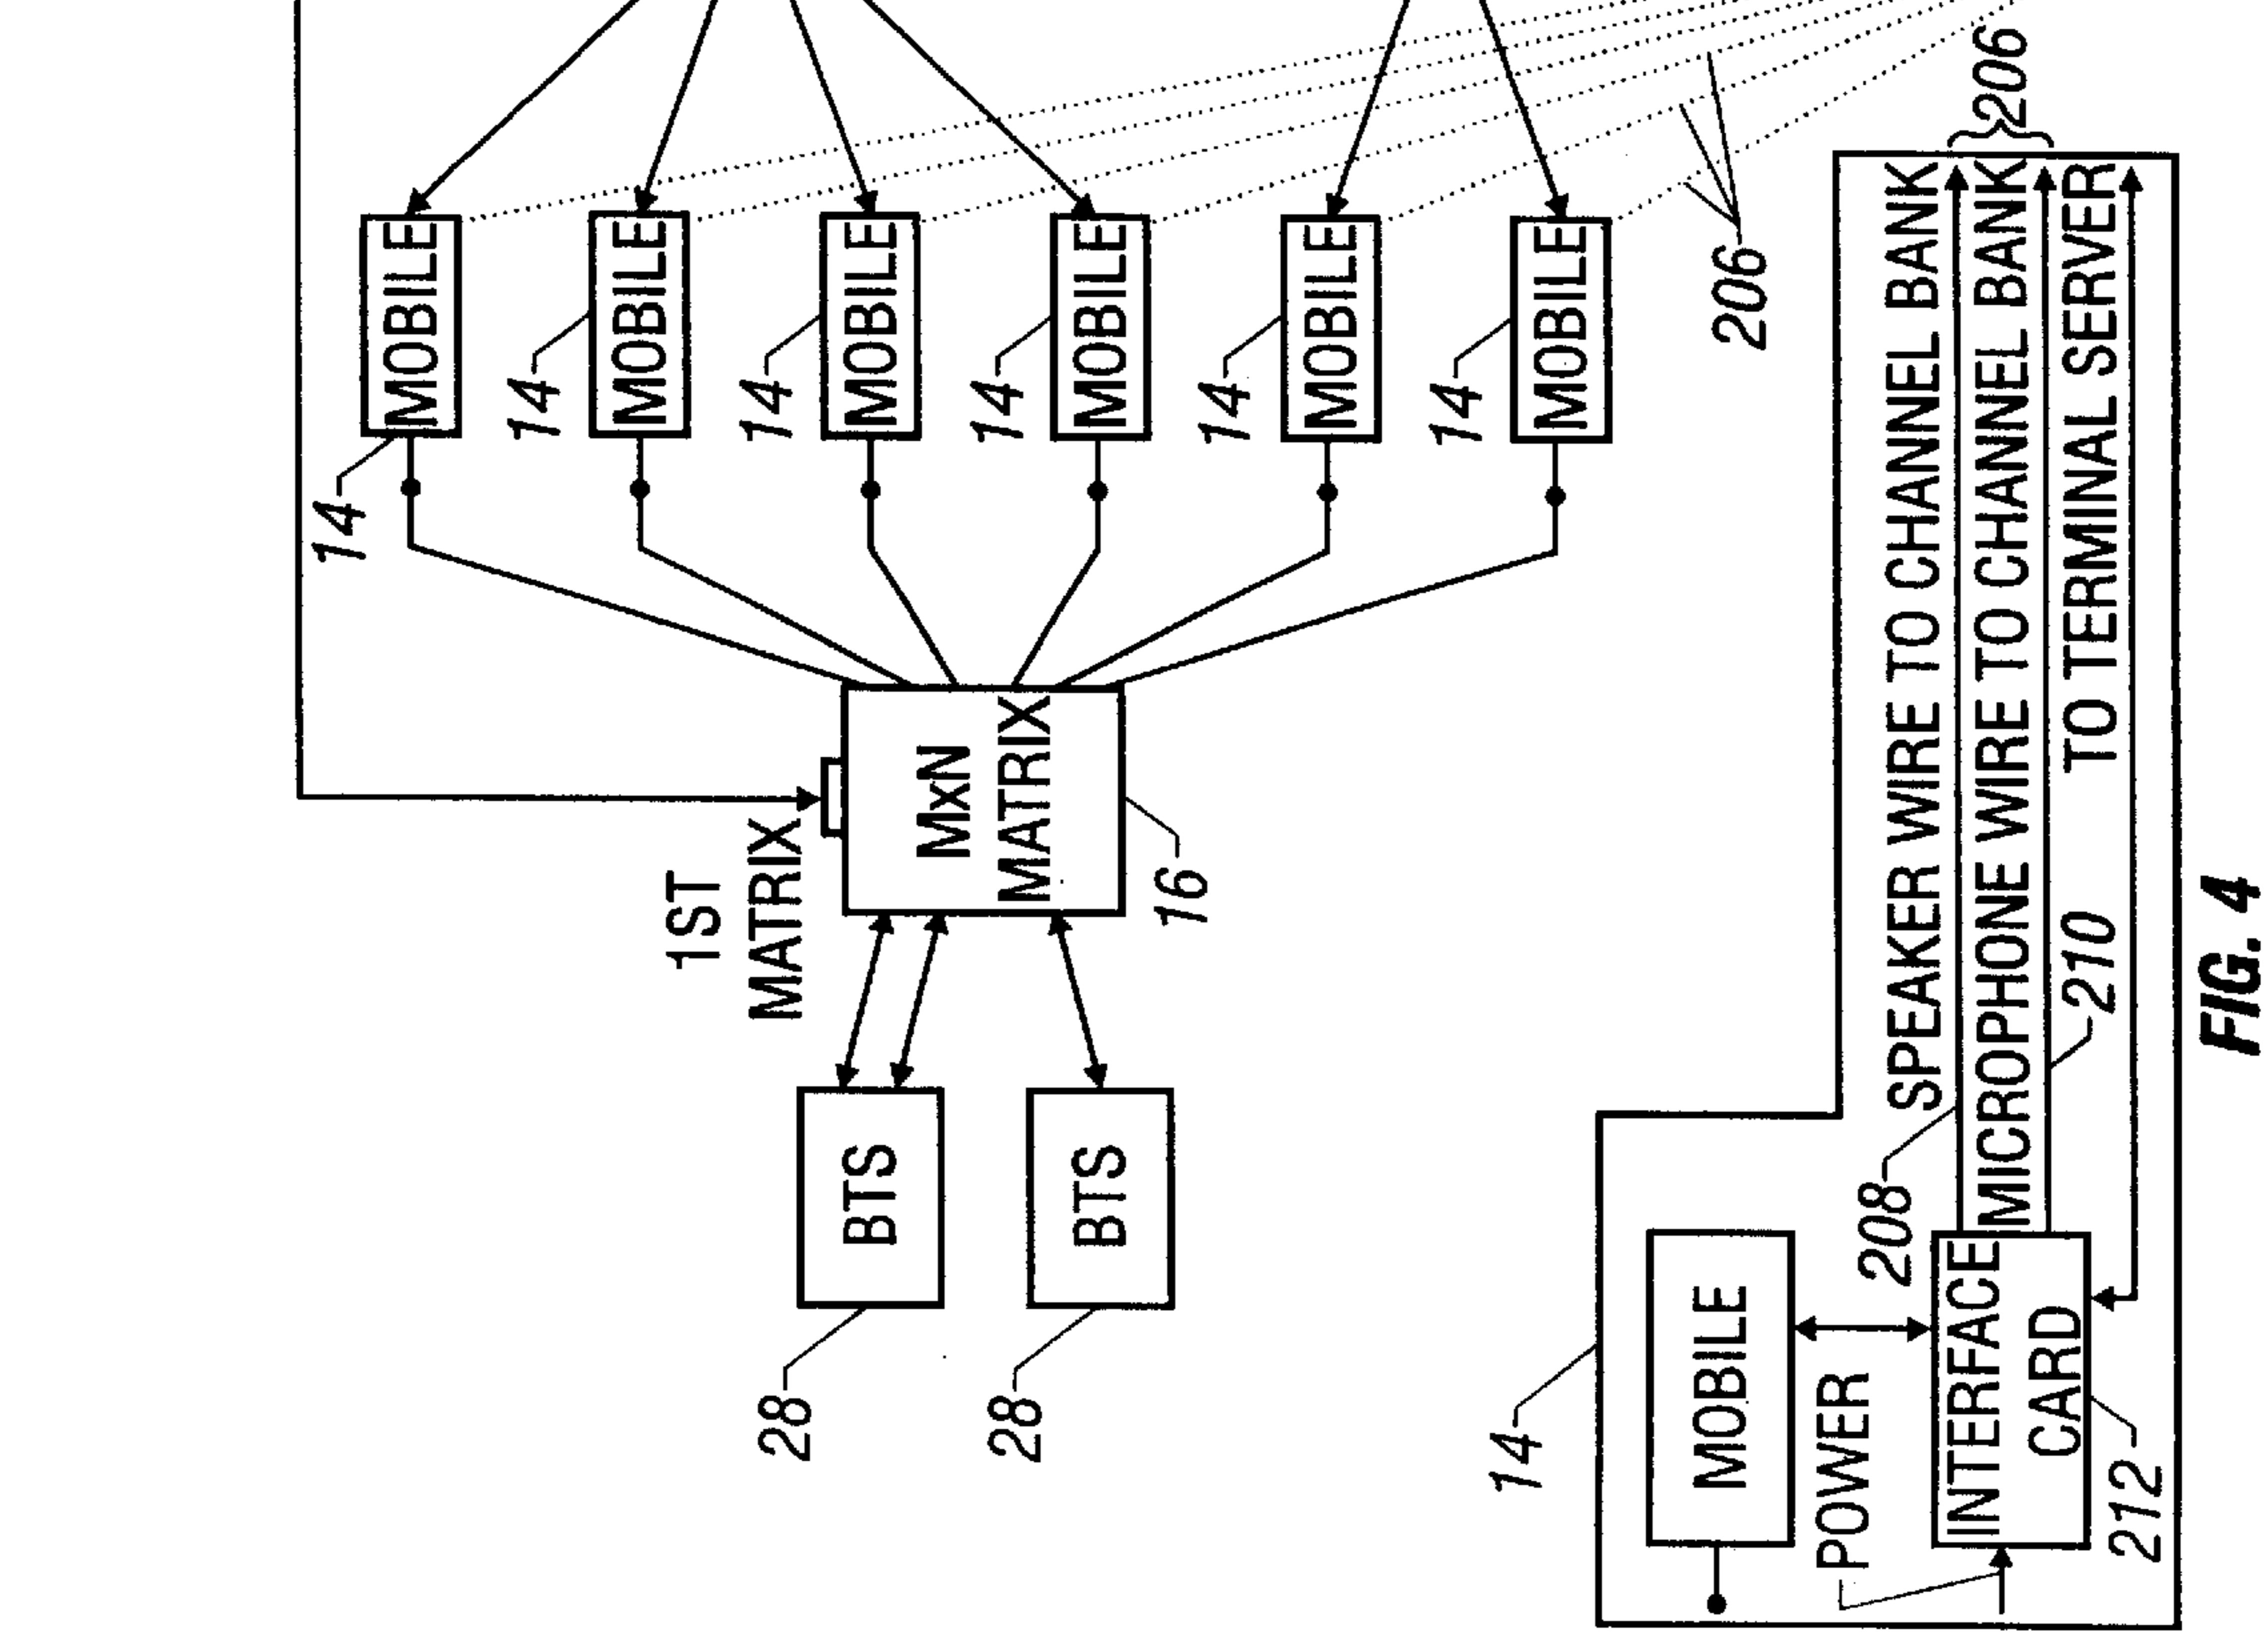 14
MOBILE
14
MOBILE
14
MOBILE
14
MOBILE
14
MOBILE
14
MOBILE
206
206
1ST
MATRIX
MxN
MATRIX
16
28
BTS
28
BTS
14
MOBILE
POWER
INTERFACE
CARD
212
208
SPEAKER WIRE TO CHANNEL BANK
MICROPHONE WIRE TO CHANNEL BANK
210
TO TERMINAL SERVER
FIG. 4